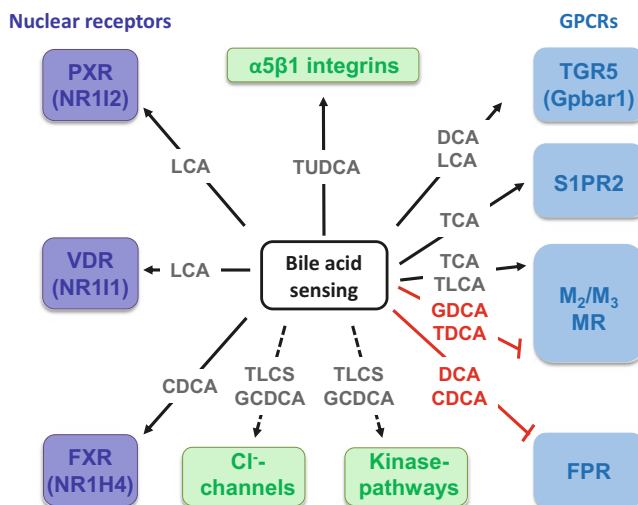 Nuclear receptors
GPCRs
PXR
(NR1I2)
α5β1 integrins
TGR5
(Gpbar1)
DCA
LCA
LCA
TUDCA
S1PR2
TCA
VDR
(NR1I1)
LCA
Bile acid
sensing
TCA
TLCA
GDCA
TDCA
M₂/M₃
MR
CDCA
TLCS
GCDCA
TLCS
GCDCA
DCA
CDCA
FXR
(NR1H4)
Cl⁻-
channels
Kinase-
pathways
FPR